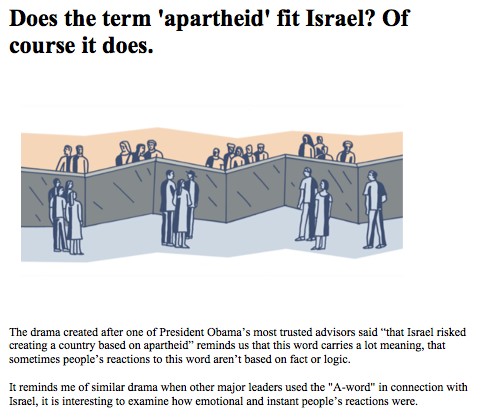 Does the term 'apartheid' fit Israel? Of
course it does.
The drama created after one of President Obama’s most trusted advisors said “that Israel risked
creating a country based on apartheid” reminds us that this word carries a lot meaning, that
sometimes people’s reactions to this word aren’t based on fact or logic.
It reminds me of similar drama when other major leaders used the "A-word" in connection with
Israel, it is interesting to examine how emotional and instant people’s reactions were.